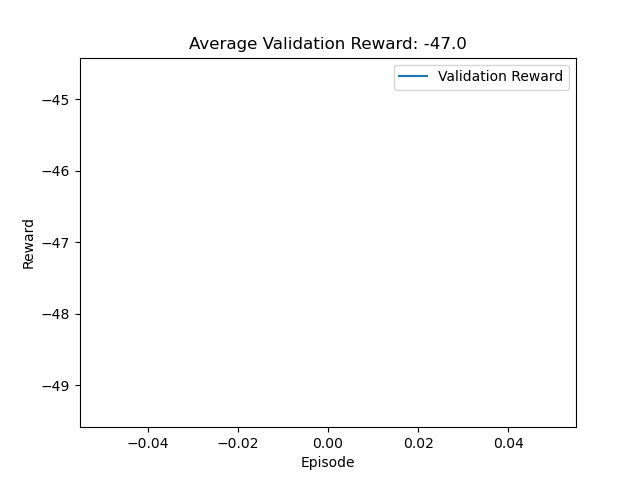 Average Validation Reward: -47.0
Validation Reward
−45
−46
−47
−48
−49
Reward
−0.04
−0.02
0.00
0.02
0.04
Episode